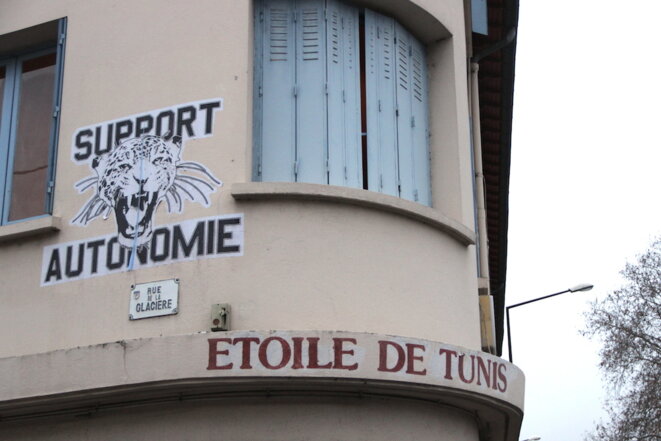 SUPPORT
AUTONOMIE
RUE
DE LA
GLACIÈRE
ETOILE DE TUNIS